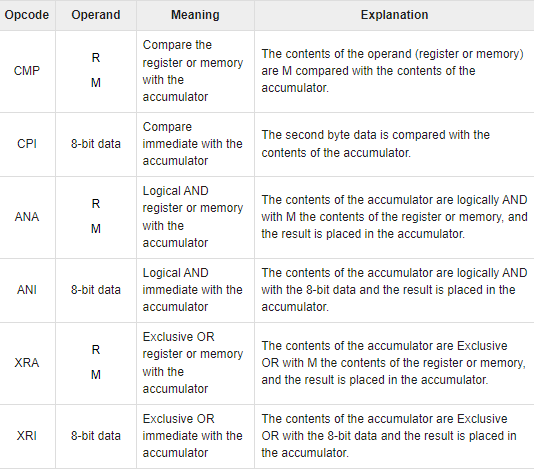 Opcode Operand Meaning Explanation
CMP
R
M
Compare the
register or memory
with the
accumulator
The contents of the operand (register or memory)
are M compared with the contents of the
accumulator.
CPI
8-bit data
Compare
immediate with the
accumulator
The second byte data is compared with the
contents of the accumulator.
ANA
R
M
Logical AND
register or memory
with the
accumulator
The contents of the accumulator are logically AND
with M the contents of the register or memory, and
the result is placed in the accumulator.
ANI
8-bit data
Logical AND
immediate with the
accumulator
The contents of the accumulator are logically AND
with the 8-bit data and the result is placed in the
accumulator.
XRA
R
M
Exclusive OR
register or memory
with the
accumulator
The contents of the accumulator are Exclusive
OR with M the contents of the register or memory,
and the result is placed in the accumulator.
XRI
8-bit data
Exclusive OR
immediate with the
accumulator
The contents of the accumulator are Exclusive
OR with the 8-bit data and the result is placed in
the accumulator.